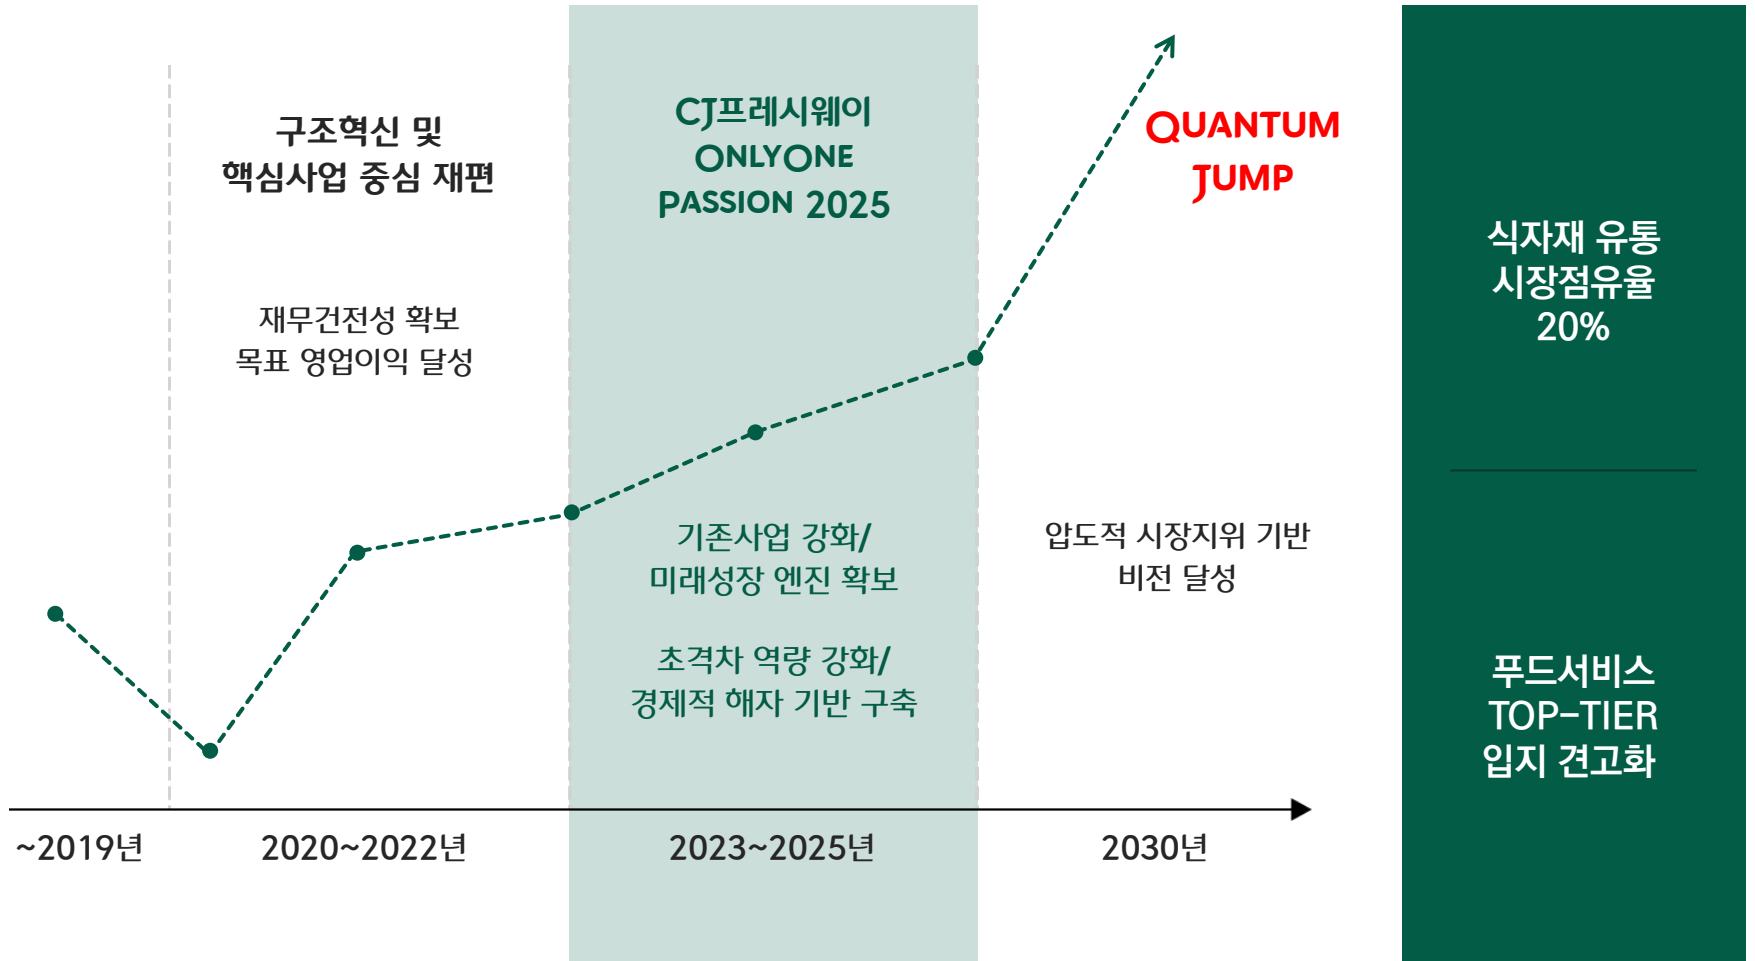 구조혁신 및
핵심사업 중심 재편
재무건전성 확보
목표 영업이익 달성
CJ프레시웨이
ONLYONE
PASSION 2025
기존사업 강화/
미래성장 엔진 확보
초격차 역량 강화/
경제적 해자 기반 구축
QUANTUM
JUMP
압도적 시장지위 기반
비전 달성
~2019년
2020~2022년
2023~2025년
2030년
식자재 유통
시장점유율
20%
푸드서비스
TOP-TIER
입지 견고화